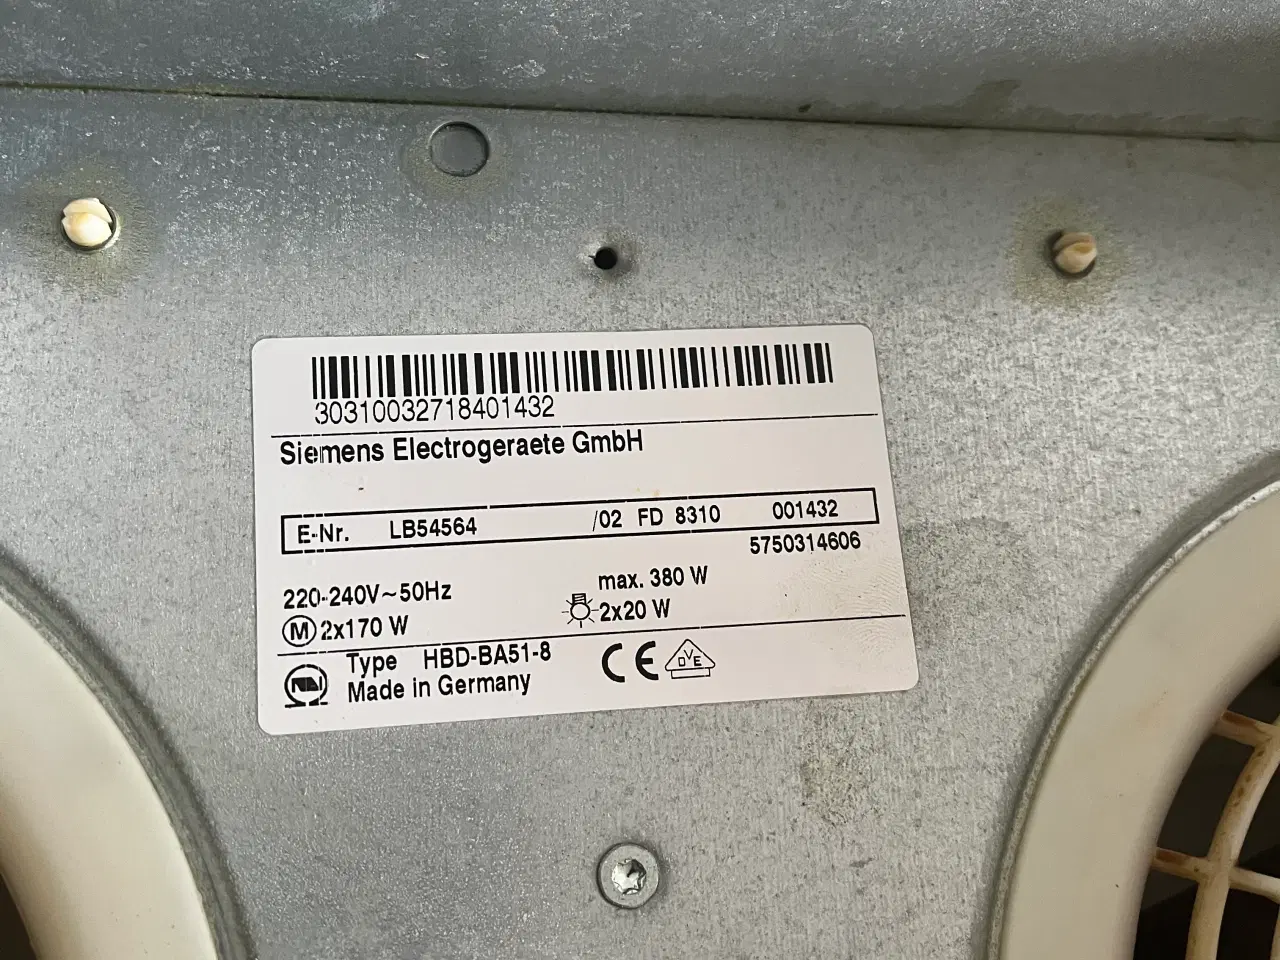 30310032718401432
Siemens Electrogeraete GmbH
E-Nr. LB54564 /02 FD 8310 001432
5750314606
220-240V~50Hz max. 380 W
M 2x170 W 2x20 W
Type HBD-BA51-8
Made in Germany
CE DVE